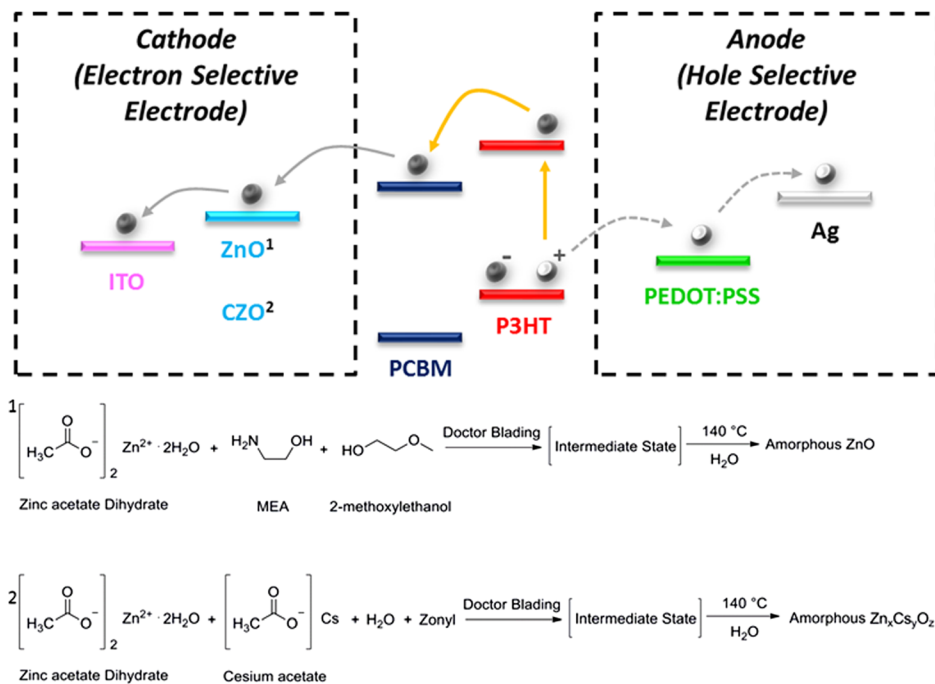 Cathode
(Electron Selective
Electrode)
Anode
(Hole Selective
Electrode)
ITO
ZnO¹
CZO²
PCBM
- +
P3HT
PEDOT:PSS
Ag
1 [ H₃C O O⁻ ]₂ Zn²⁺ · 2H₂O + H₂N OH + HO O Doctor Blading [Intermediate State] 140 °C H₂O Amorphous ZnO
Zinc acetate Dihydrate MEA 2-methoxylethanol
2 [ H₃C O O⁻ ]₂ Zn²⁺ · 2H₂O + [ H₃C O O⁻ ] Cs + H₂O + Zonyl Doctor Blading [Intermediate State] 140 °C H₂O Amorphous ZnₓCsᵧO_z
Zinc acetate Dihydrate Cesium acetate